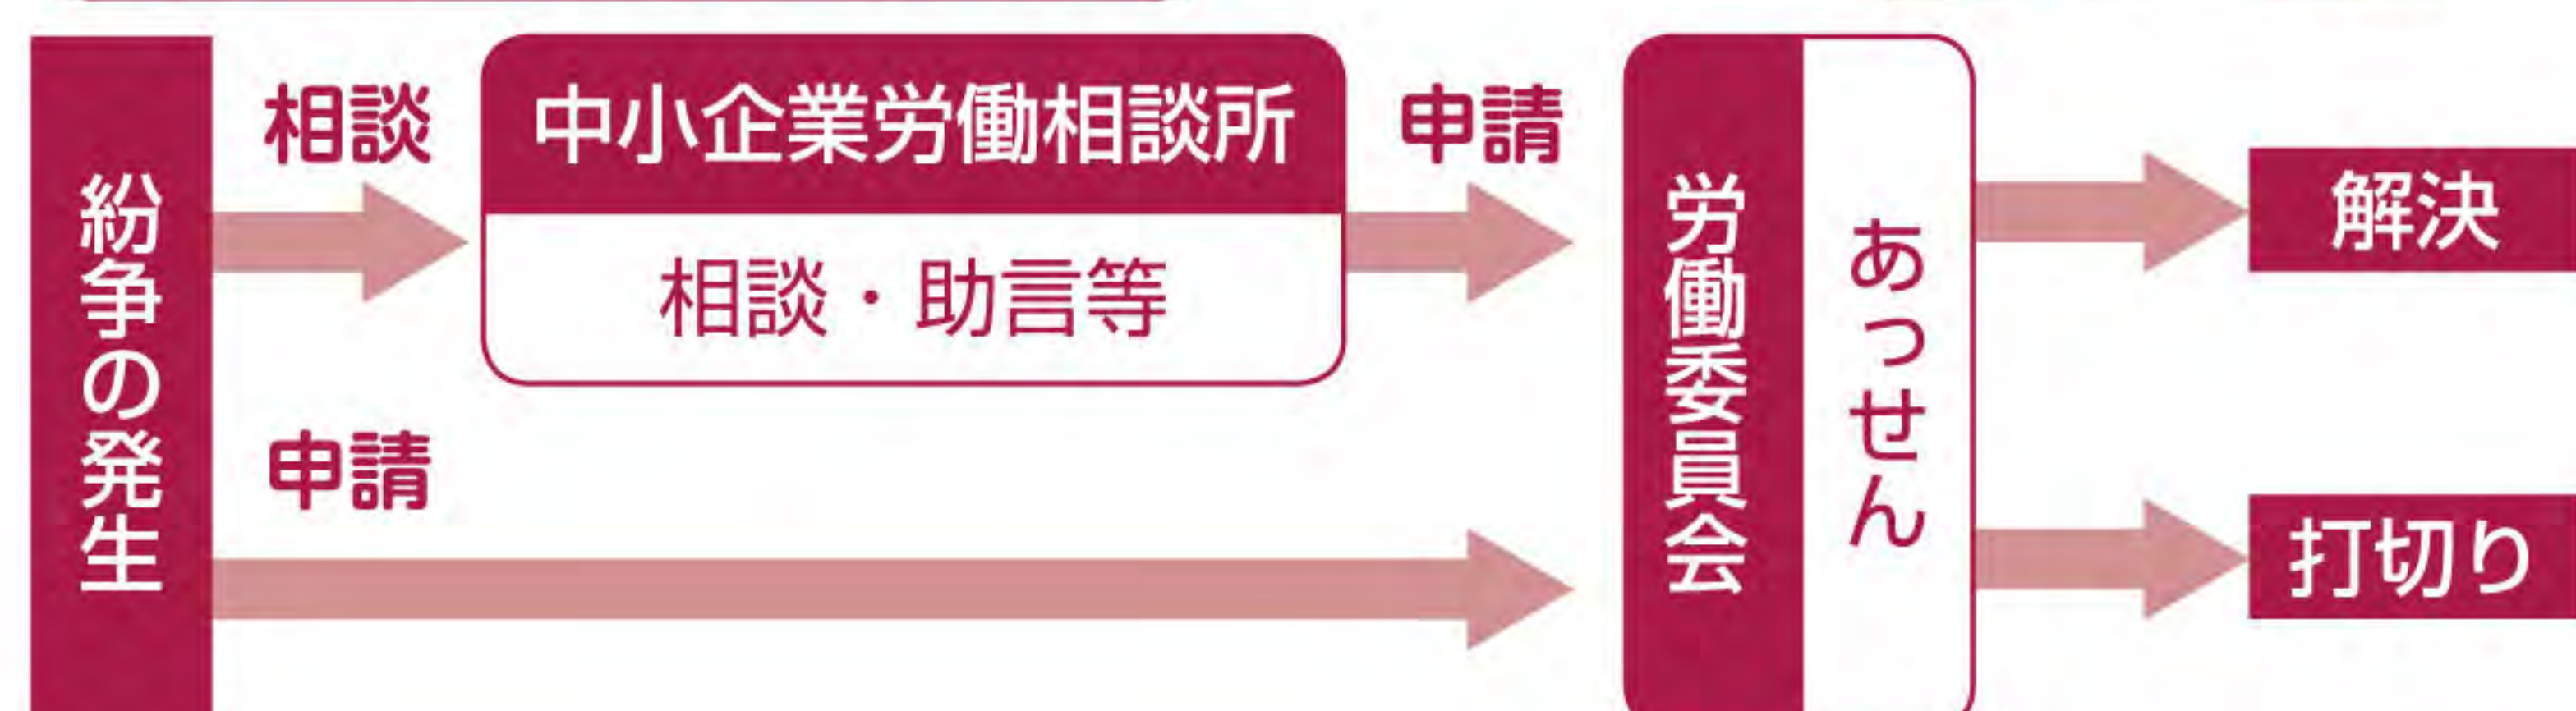 紛争の発生
相談
中小企業労働相談所
相談・助言等
申請
申請
労働委員会
あっせん
解決
打切り